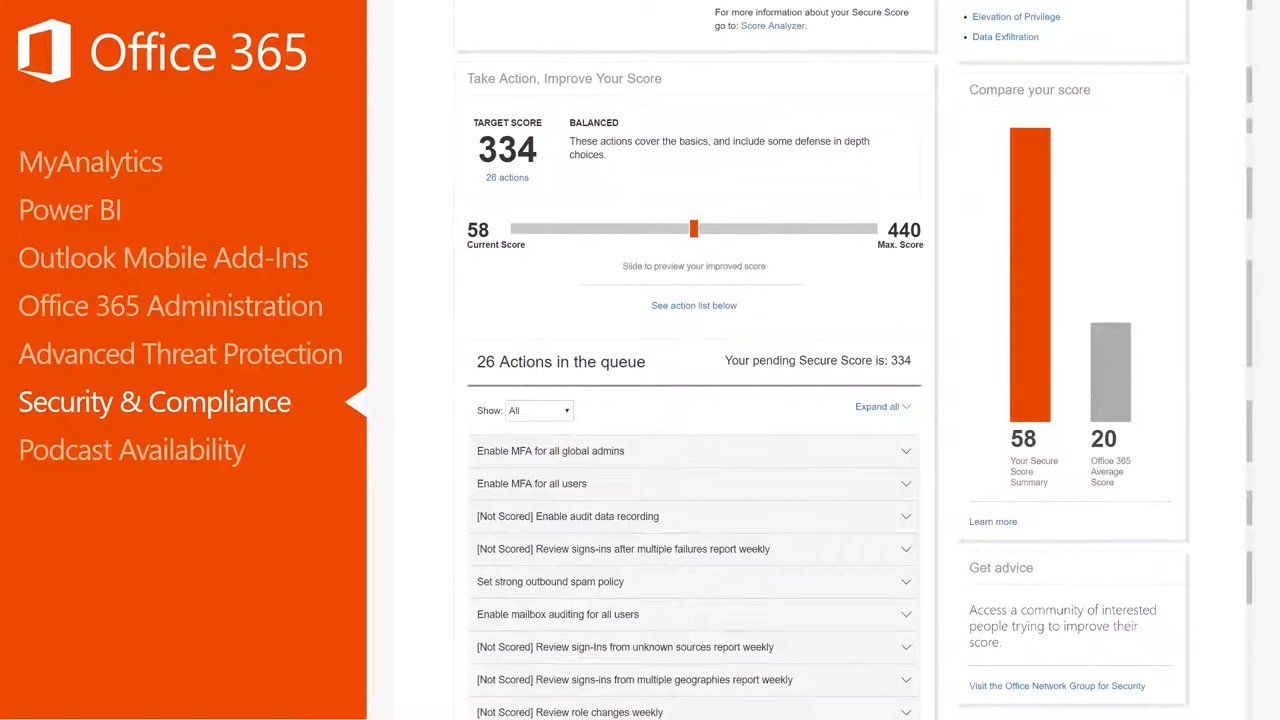 Office 365
MyAnalytics
Power BI
Outlook Mobile Add-Ins
Office 365 Administration
Advanced Threat Protection
Security & Compliance
Podcast Availability
For more information about your Secure Score
go to: Score Analyzer.
Take Action, Improve Your Score
TARGET SCORE
334
26 actions
BALANCED
These actions cover the basics, and include some defense in depth
choices.
58
Current Score
440
Max. Score
Slide to preview your improved score
See action list below
26 Actions in the queue
Your pending Secure Score is: 334
Show: All
Expand all
Enable MFA for all global admins
Enable MFA for all users
[Not Scored] Enable audit data recording
[Not Scored] Review signs-ins after multiple failures report weekly
Set strong outbound spam policy
Enable mailbox auditing for all users
[Not Scored] Review sign-Ins from unknown sources report weekly
[Not Scored] Review signs-ins from multiple geographies report weekly
[Not Scored] Review role changes weekly
• Elevation of Privilege
• Data Exfiltration
Compare your score
58
Your Secure
Score
Summary
20
Office 365
Average
Score
Learn more
Get advice
Access a community of interested
people trying to improve their
score.
Visit the Office Network Group for Security